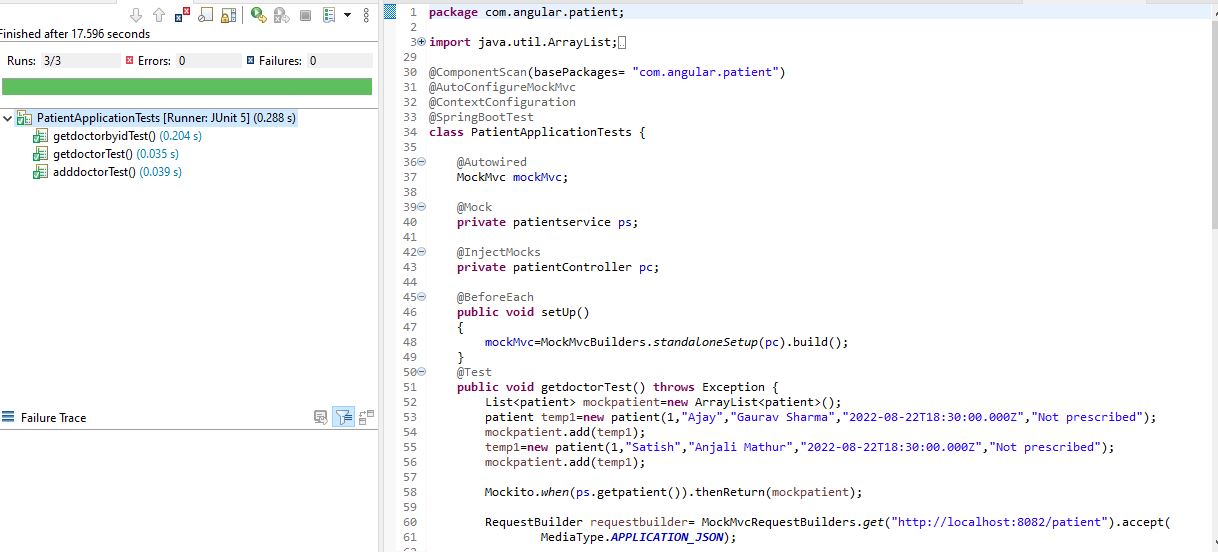 Finished after 17.596 seconds
Runs: 3/3 Errors: 0 Failures: 0
PatientApplicationTests [Runner: JUnit 5] (0.288 s)
getdoctorbyidTest() (0.204 s)
getdoctorTest() (0.035 s)
adddoctorTest() (0.039 s)
Failure Trace
1 package com.angular.patient;
2
3 import java.util.ArrayList;
29
30 @ComponentScan(basePackages= "com.angular.patient")
31 @AutoConfigureMockMvc
32 @ContextConfiguration
33 @SpringBootTest
34 class PatientApplicationTests {
35
36 @Autowired
37 MockMvc mockMvc;
38
39 @Mock
40 private patientservice ps;
41
42 @InjectMocks
43 private patientController pc;
44
45 @BeforeEach
46 public void setUp()
47 {
48 mockMvc=MockMvcBuilders.standaloneSetup(pc).build();
49 }
50 @Test
51 public void getdoctorTest() throws Exception {
52 List<patient> mockpatient=new ArrayList<patient>();
53 patient temp1=new patient(1,"Ajay","Gaurav Sharma","2022-08-22T18:30:00.000Z","Not prescribed");
54 mockpatient.add(temp1);
55 temp1=new patient(1,"Satish","Anjali Mathur","2022-08-22T18:30:00.000Z","Not prescribed");
56 mockpatient.add(temp1);
57
58 Mockito.when(ps.getpatient()).thenReturn(mockpatient);
59
60 RequestBuilder requestbuilder= MockMvcRequestBuilders.get("http://localhost:8082/patient").accept(
61 MediaType.APPLICATION_JSON);